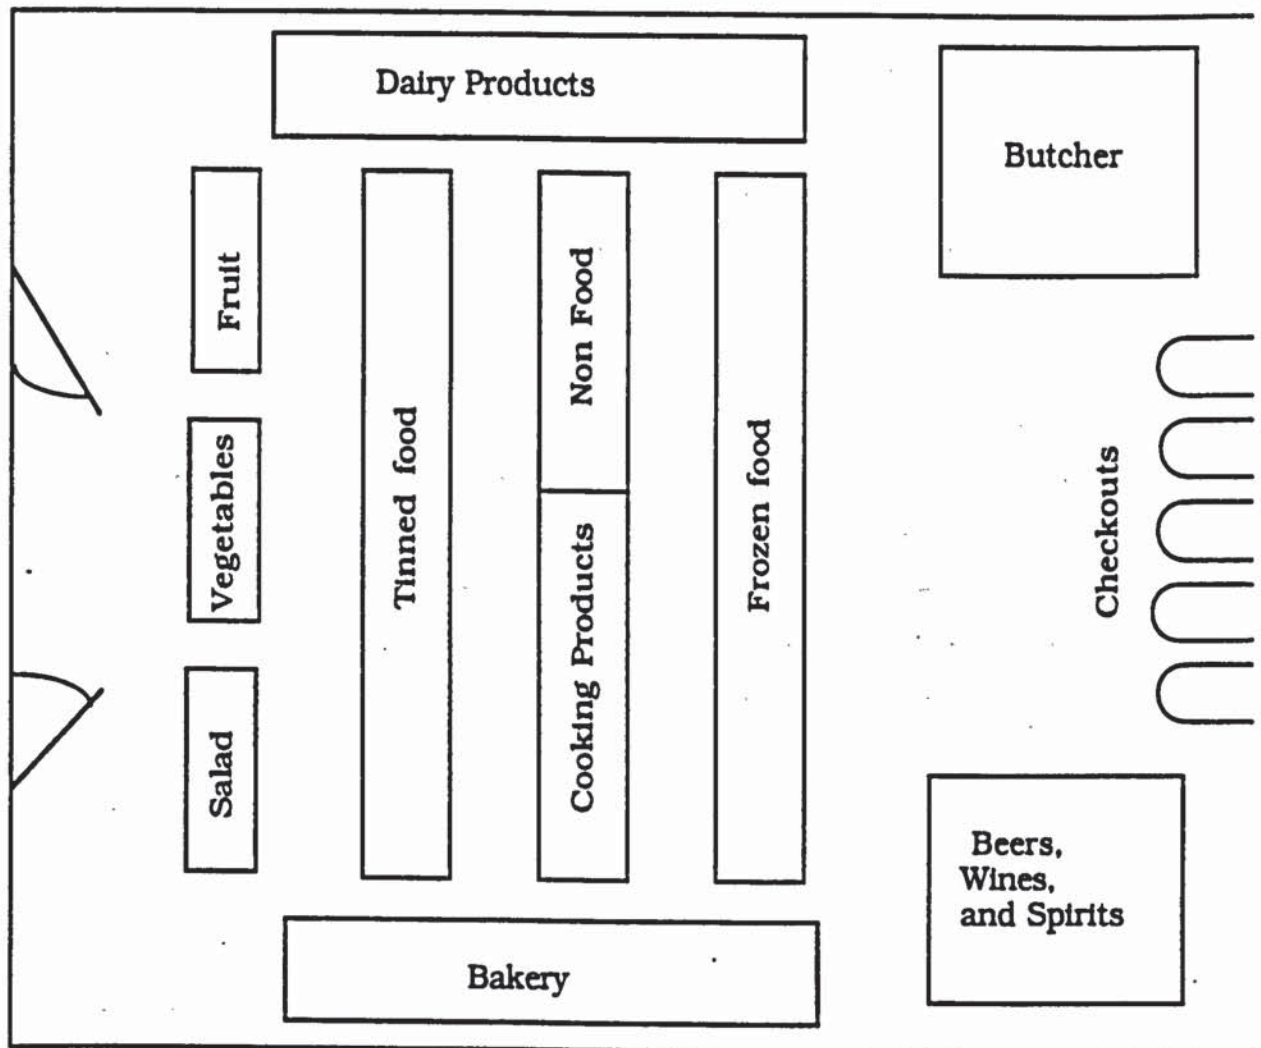 Dairy Products
Butcher
Fruit
Vegetables
Salad
Tinned food
Non Food
Cooking Products
Frozen food
Checkouts
Beers,
Wines,
and Spirits
Bakery